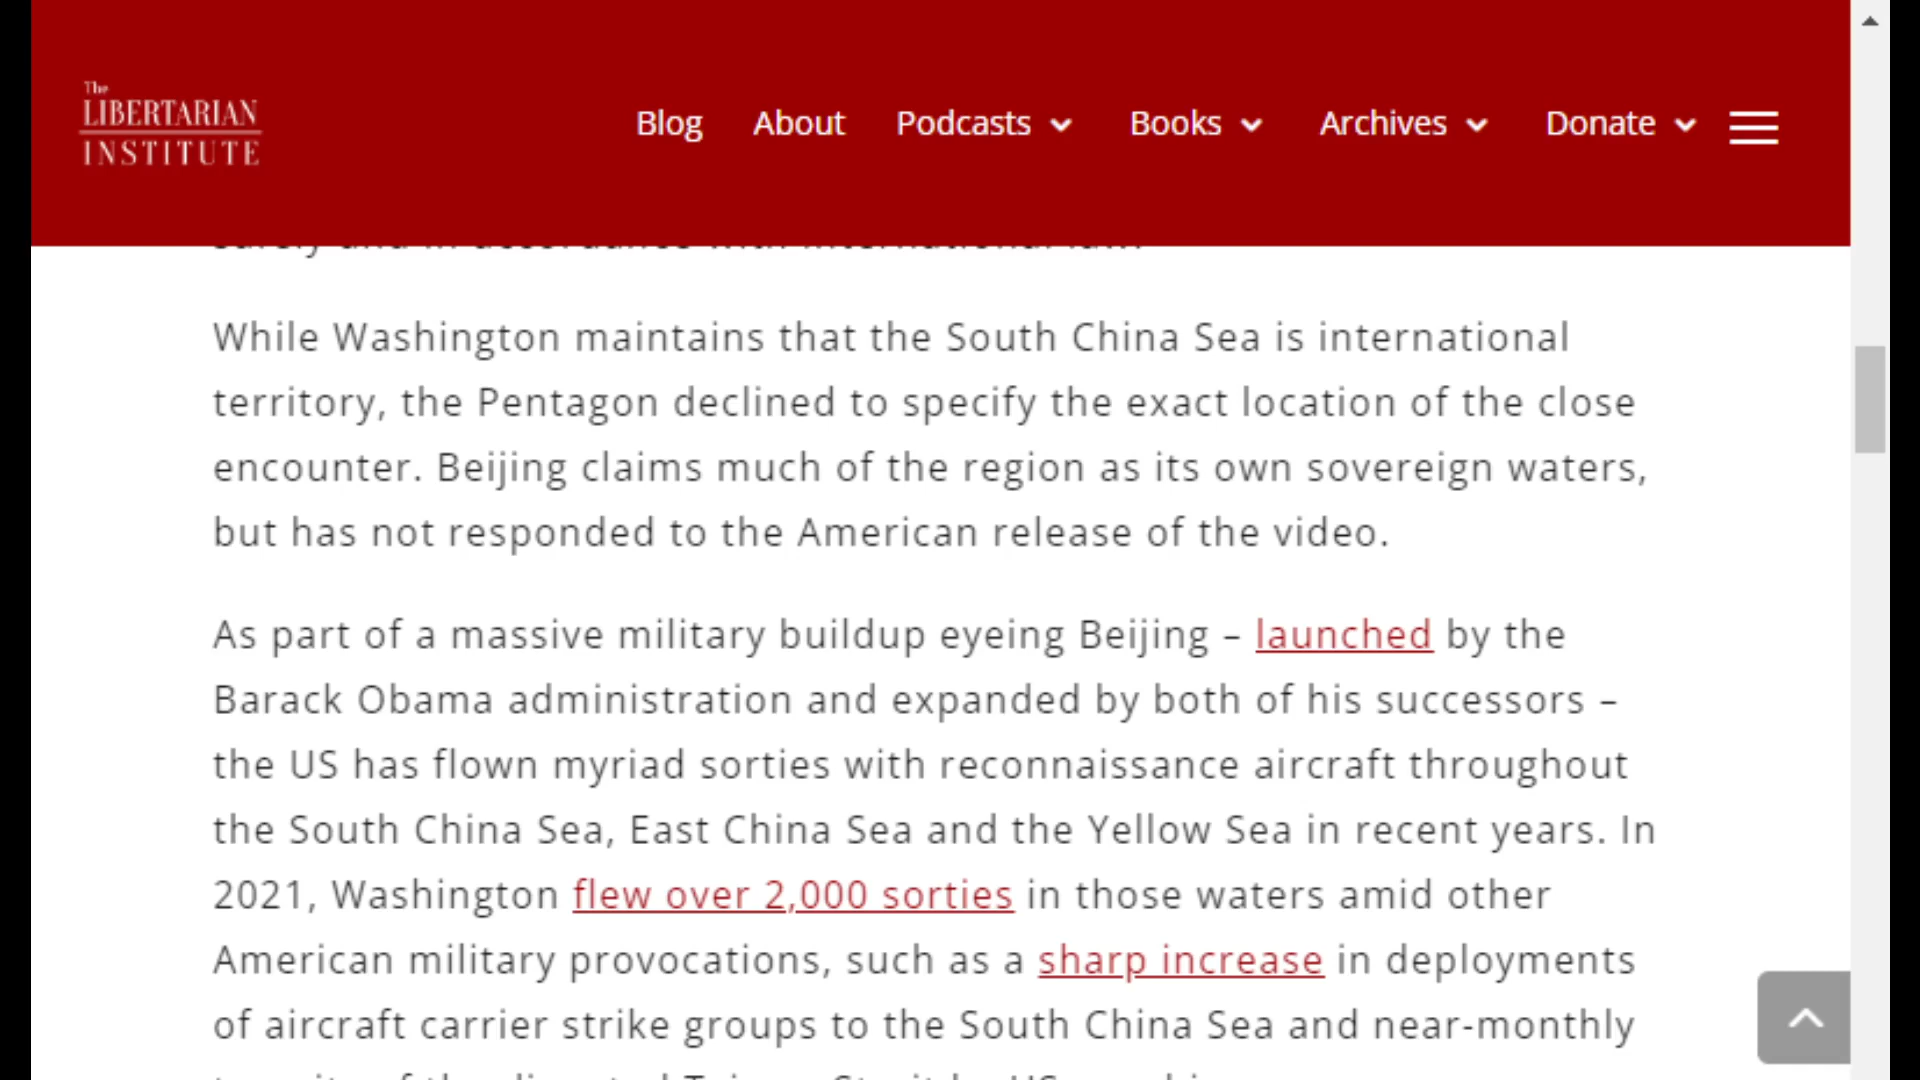 The
LIBERTARIAN
INSTITUTE
Blog
About
Podcasts
Books
Archives
Donate
While Washington maintains that the South China Sea is international
territory, the Pentagon declined to specify the exact location of the close
encounter. Beijing claims much of the region as its own sovereign waters,
but has not responded to the American release of the video.
As part of a massive military buildup eyeing Beijing – launched by the
Barack Obama administration and expanded by both of his successors –
the US has flown myriad sorties with reconnaissance aircraft throughout
the South China Sea, East China Sea and the Yellow Sea in recent years. In
2021, Washington flew over 2,000 sorties in those waters amid other
American military provocations, such as a sharp increase in deployments
of aircraft carrier strike groups to the South China Sea and near-monthly